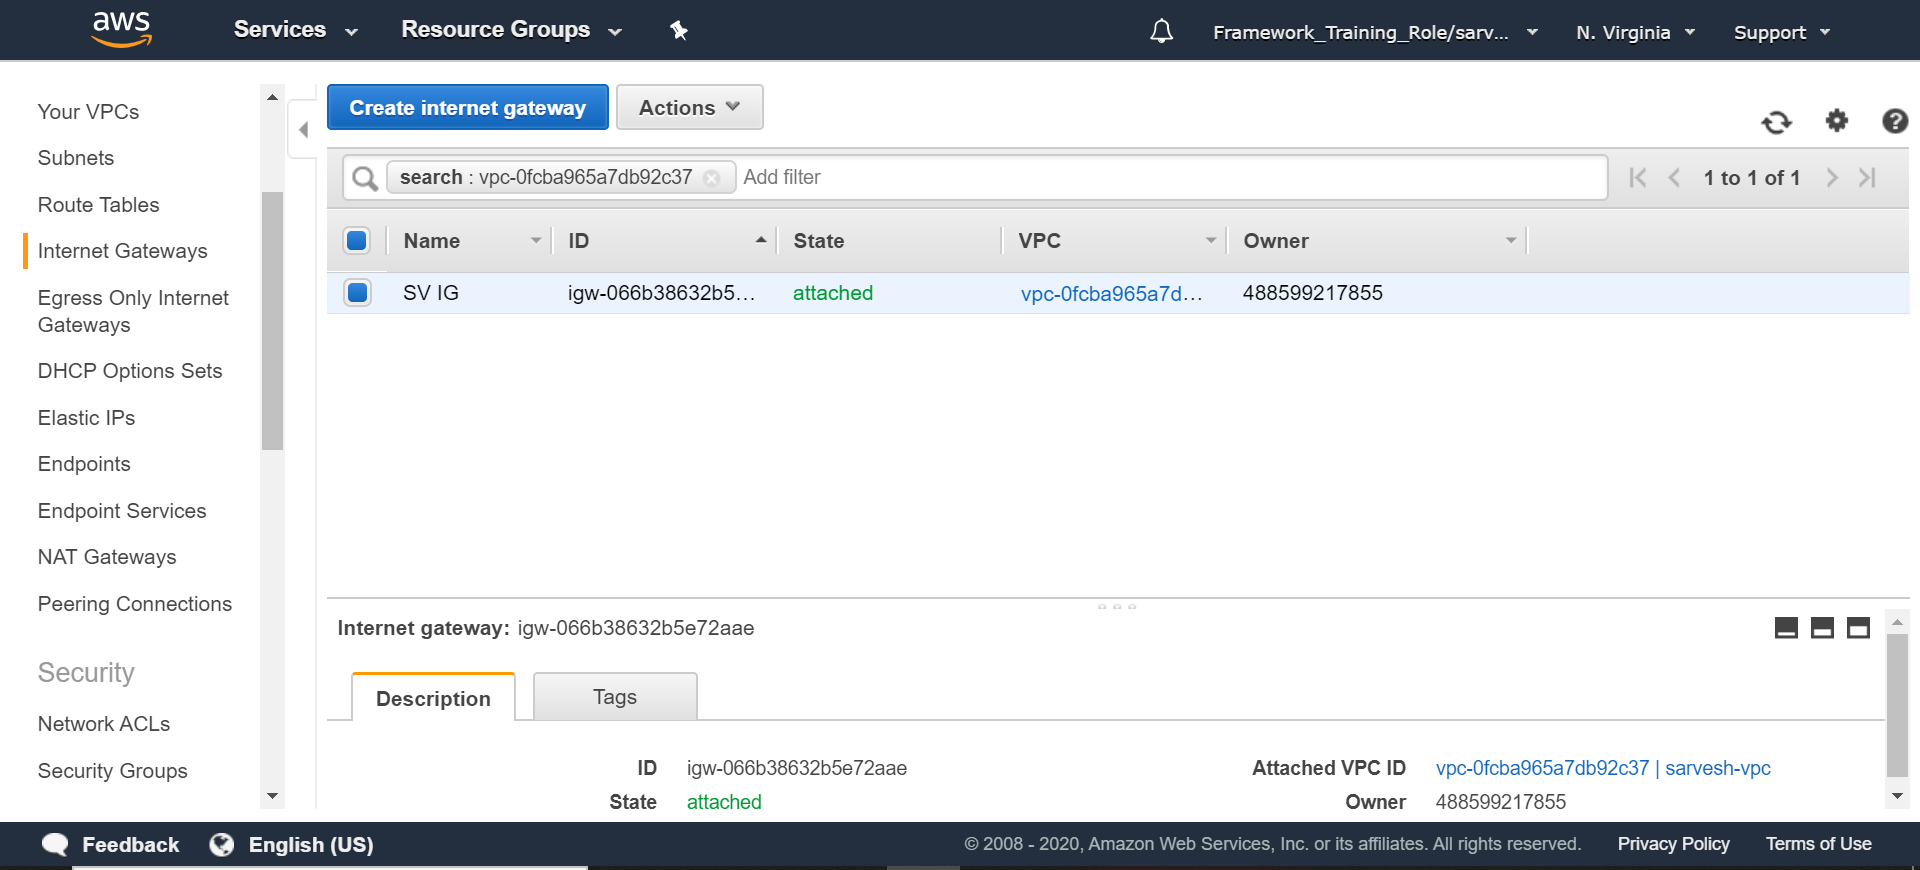 aws Services Resource Groups Framework_Training_Role/sarv... N. Virginia Support
Your VPCs
Subnets
Route Tables
Internet Gateways
Egress Only Internet
Gateways
DHCP Options Sets
Elastic IPs
Endpoints
Endpoint Services
NAT Gateways
Peering Connections
Security
Network ACLs
Security Groups
Create internet gateway Actions
search : vpc-0fcba965a7db92c37 Add filter 1 to 1 of 1
Name ID State VPC Owner
SV IG igw-066b38632b5... attached vpc-0fcba965a7d... 488599217855
Internet gateway: igw-066b38632b5e72aae
Description Tags
ID igw-066b38632b5e72aae Attached VPC ID vpc-0fcba965a7db92c37 | sarvesh-vpc
State attached Owner 488599217855
Feedback English (US) © 2008 - 2020, Amazon Web Services, Inc. or its affiliates. All rights reserved. Privacy Policy Terms of Use